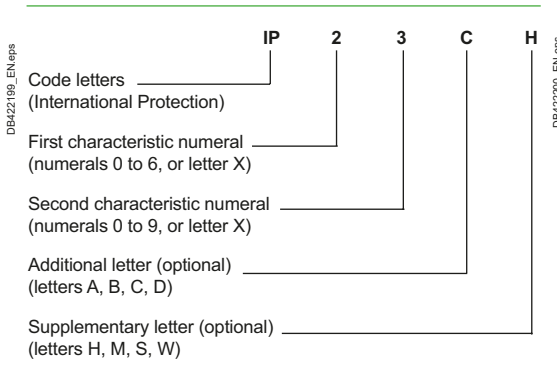 IP 2 3 C H
Code letters
(International Protection)
First characteristic numeral
(numerals 0 to 6, or letter X)
Second characteristic numeral
(numerals 0 to 9, or letter X)
Additional letter (optional)
(letters A, B, C, D)
Supplementary letter (optional)
(letters H, M, S, W)
DB422199_EN.eps